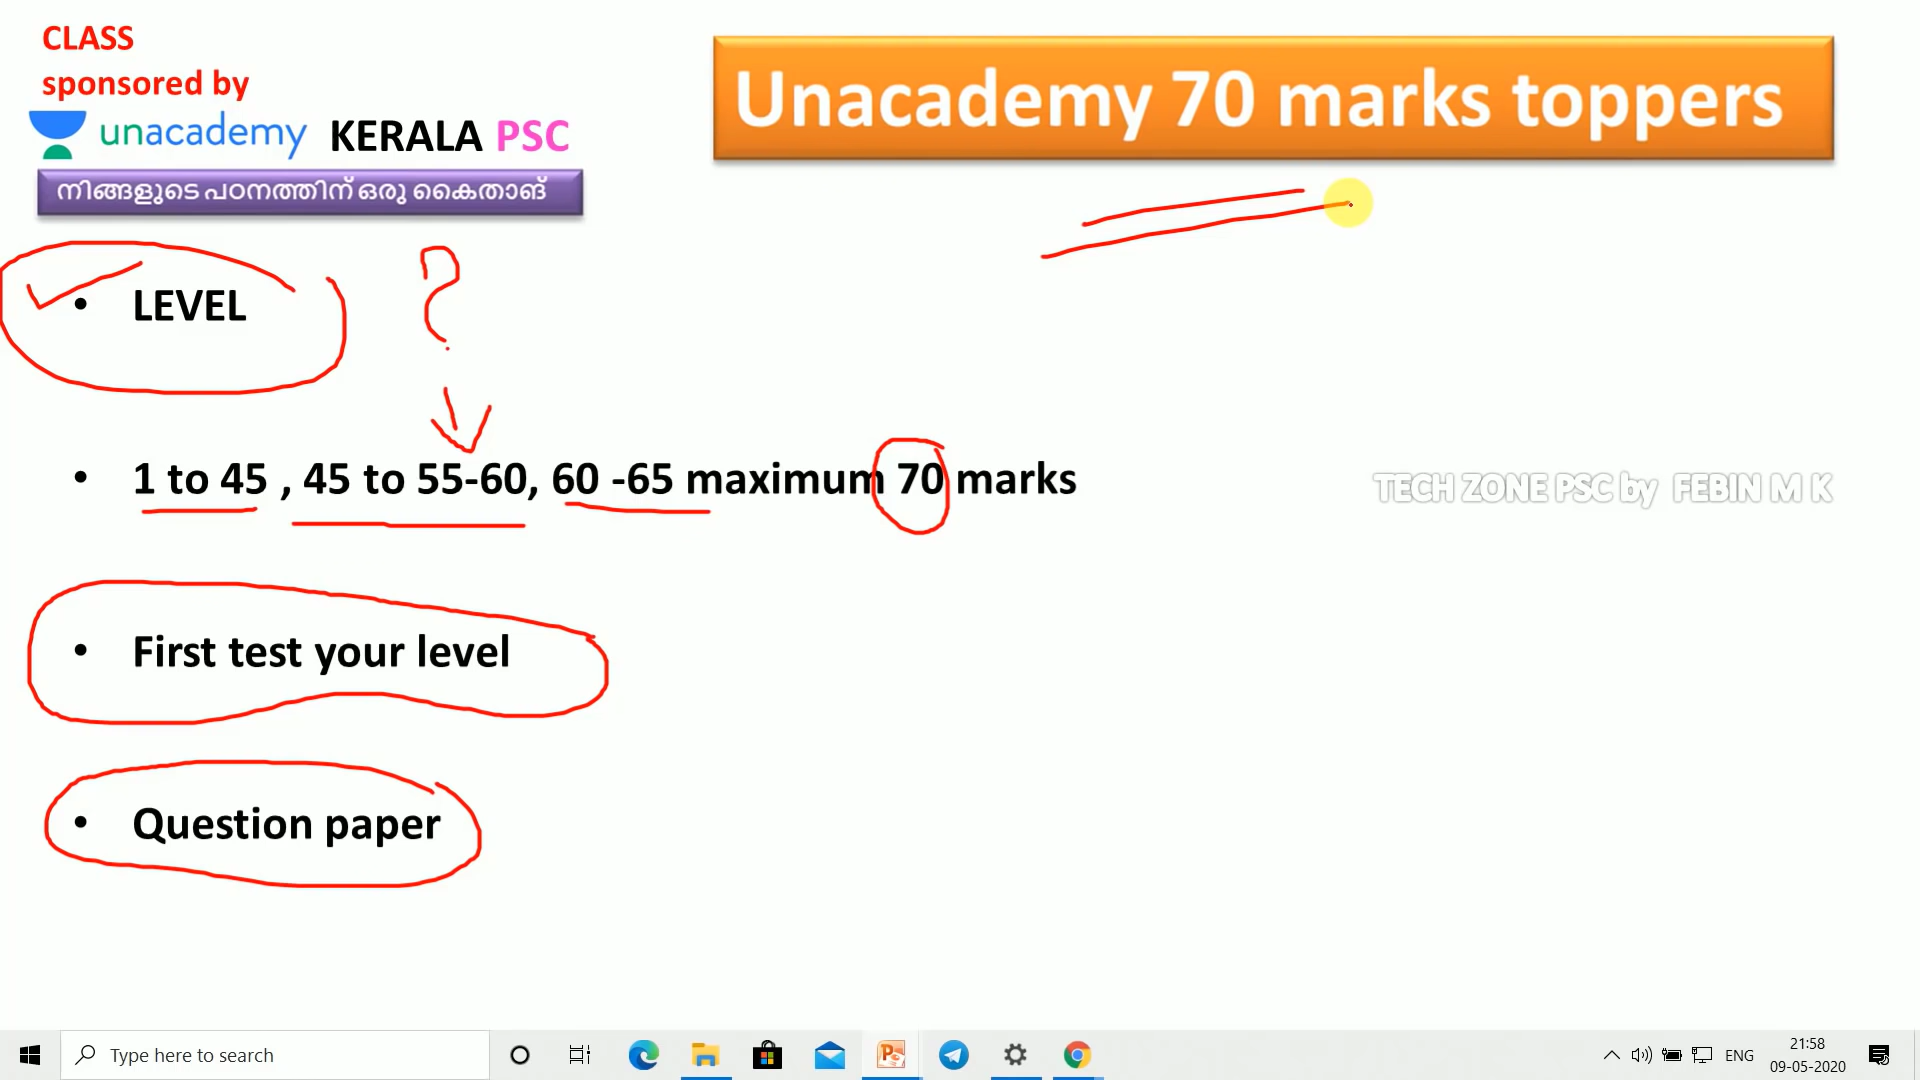 CLASS
sponsored by
unacademy KERALA PSC
നിങ്ങളുടെ പഠനത്തിന് ഒരു കൈതാങ്
Unacademy 70 marks toppers
• LEVEL
?
• 1 to 45 , 45 to 55-60, 60 -65 maximum 70 marks
TECH ZONE PSC by FEBIN M K
• First test your level
• Question paper
Type here to search
ENG
21:58
09-05-2020